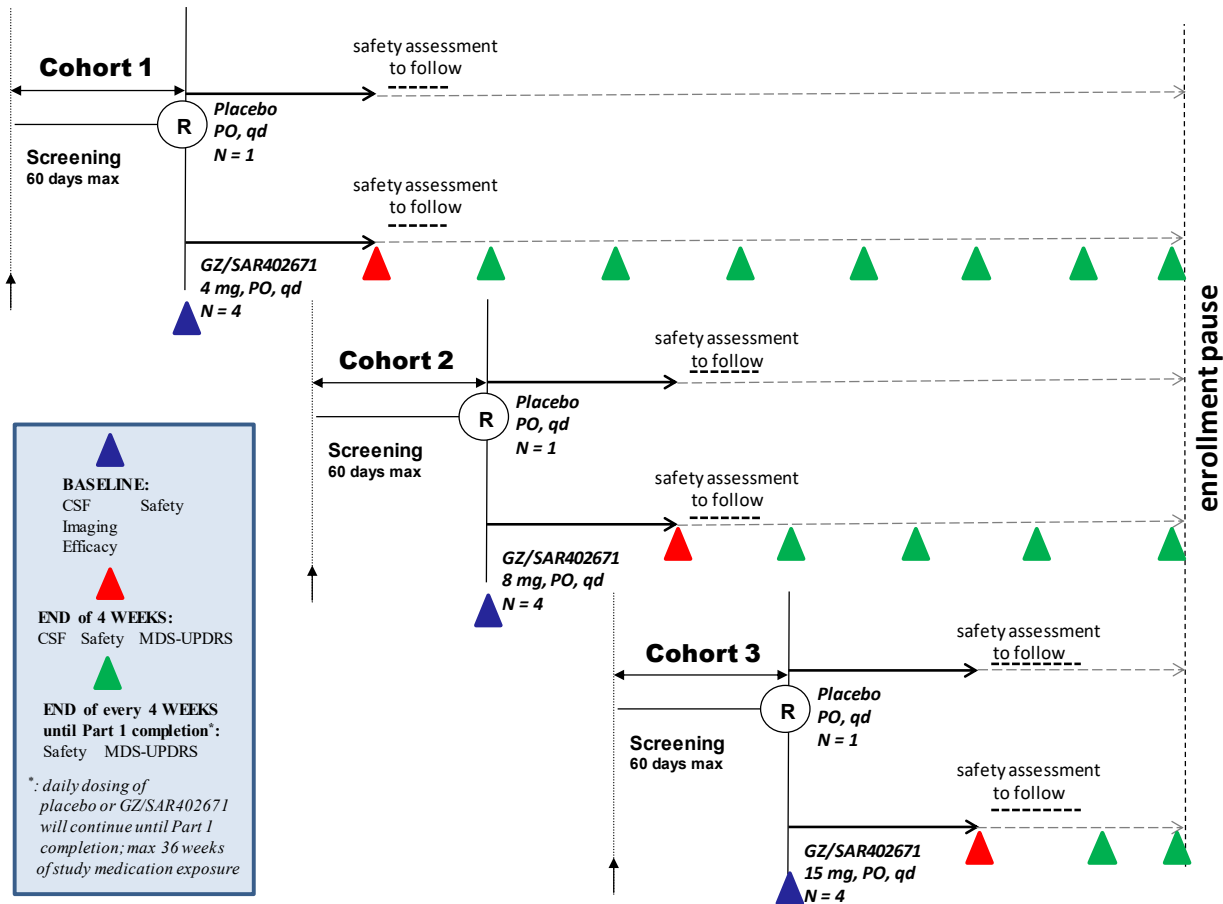 safety assessment
to follow
Cohort 1
R
Placebo
PO, qd
N = 1
Screening
60 days max
safety assessment
to follow
GZ/SAR402671
4 mg, PO, qd
N = 4
safety assessment
to follow
Cohort 2
R
Placebo
PO, qd
N = 1
Screening
60 days max
safety assessment
to follow
GZ/SAR402671
8 mg, PO, qd
N = 4
safety assessment
to follow
Cohort 3
R
Placebo
PO, qd
N = 1
Screening
60 days max
safety assessment
to follow
GZ/SAR402671
15 mg, PO, qd
N = 4
enrollment pause
BASELINE:
CSF Safety
Imaging
Efficacy
END of 4 WEEKS:
CSF Safety MDS-UPDRS
END of every 4 WEEKS
until Part 1 completion*:
Safety MDS-UPDRS
*: daily dosing of
placebo or GZ/SAR402671
will continue until Part 1
completion; max 36 weeks
of study medication exposure